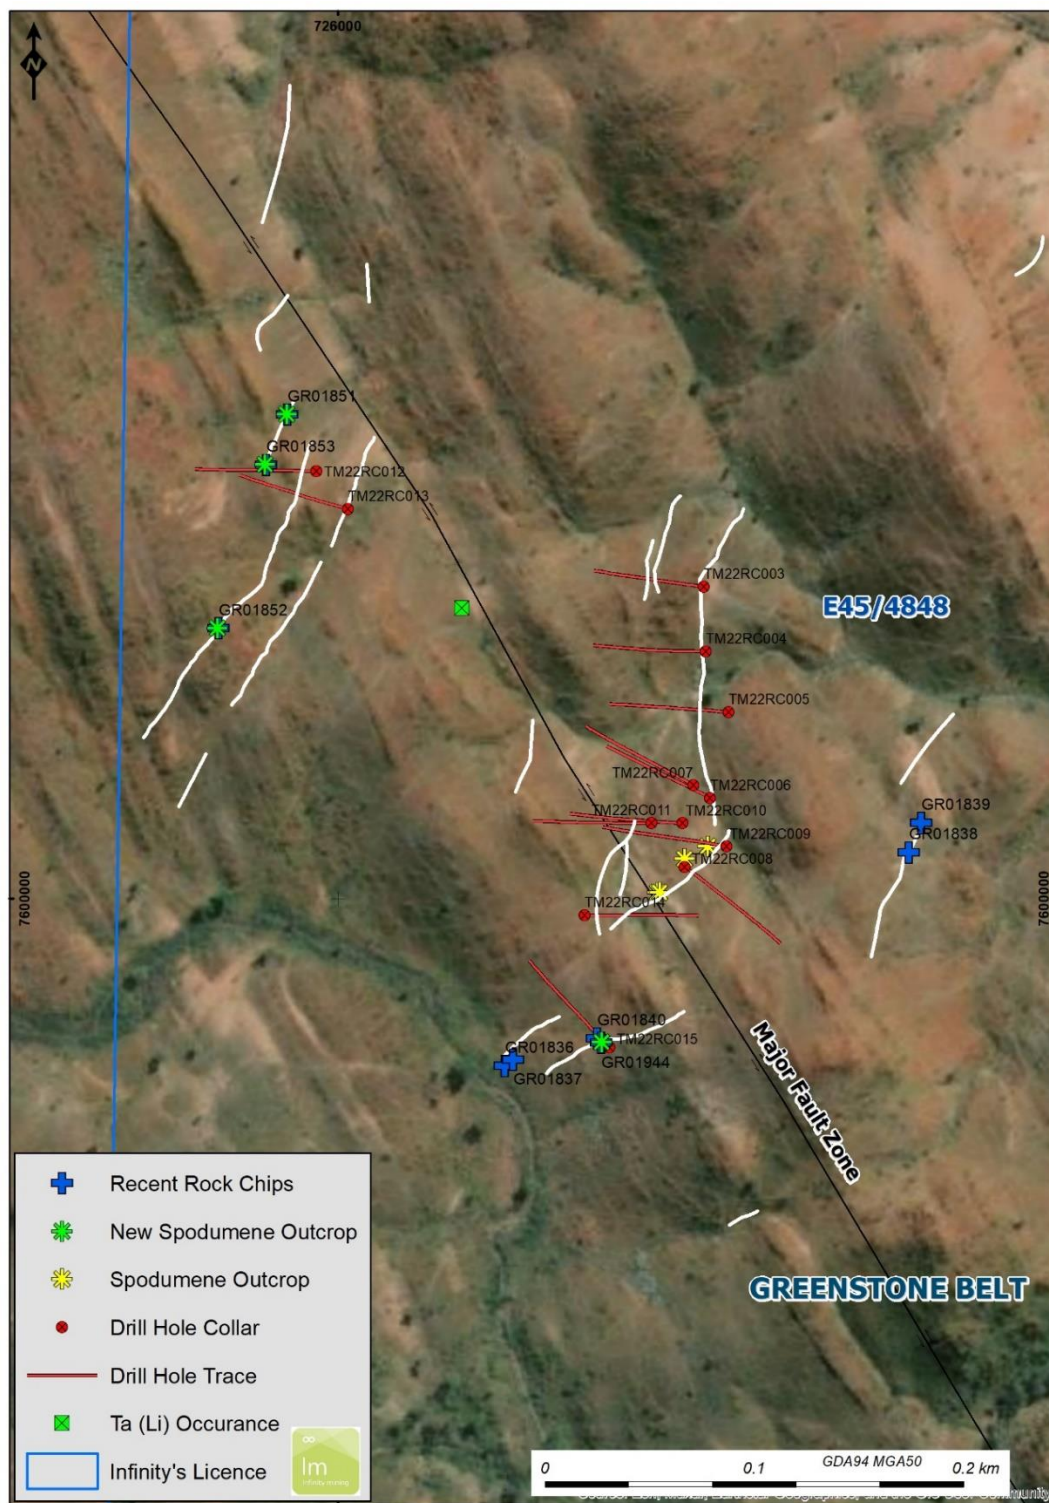 726000
N
GR01851
GR01853
TM22RC012
TM22RC013
TM22RC003
GR01852
E45/4848
TM22RC004
TM22RC005
TM22RC007
TM22RC006
TM22RC011
TM22RC010
GR01839
GR01838
TM22RC009
TM22RC008
7600000
7600000
TM22RC014
GR01840
TM22RC015
GR01836
GR01944
GR01837
Major Fault Zone
GREENSTONE BELT
Recent Rock Chips
New Spodumene Outcrop
Spodumene Outcrop
Drill Hole Collar
Drill Hole Trace
Ta (Li) Occurance
Infinity's Licence
Im
Infinity mining
GDA94 MGA50
0 0.1 0.2 km